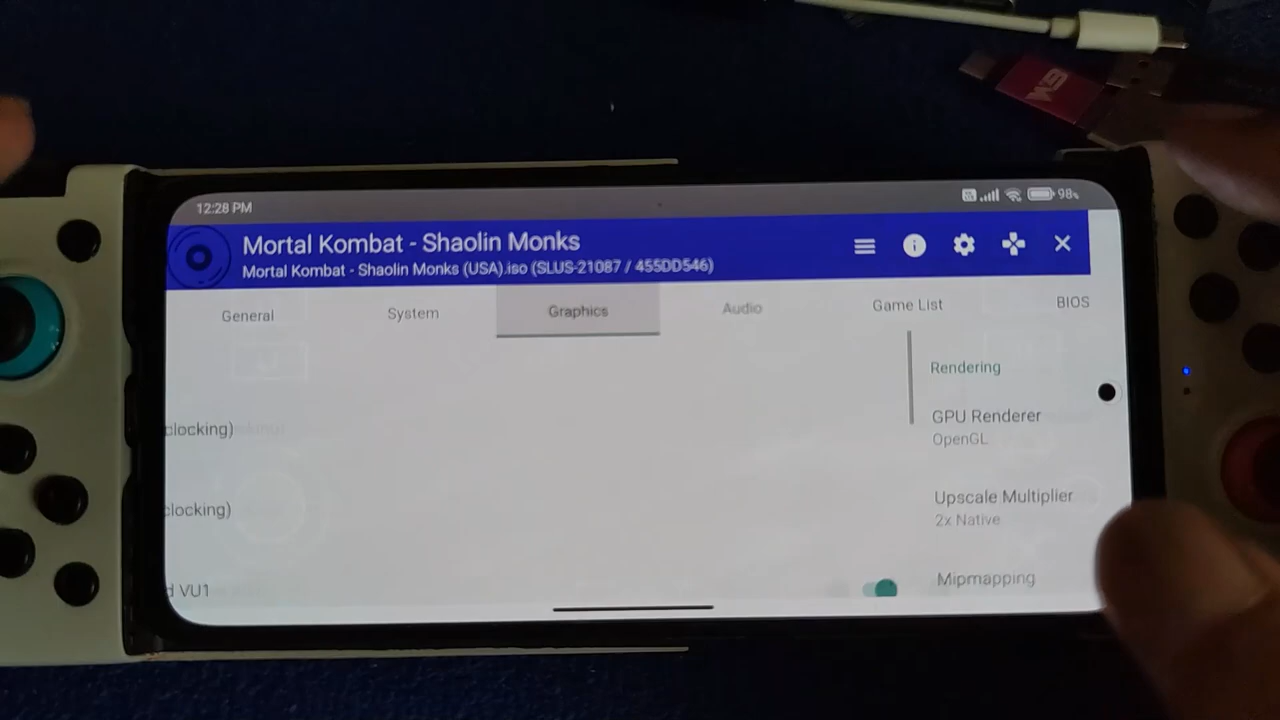 12:28 PM
98%
Mortal Kombat - Shaolin Monks
Mortal Kombat - Shaolin Monks (USA).iso (SLUS-21087 / 455DD546)
General
System
Graphics
Audio
Game List
BIOS
Rendering
GPU Renderer
OpenGL
Upscale Multiplier
2x Native
Mipmapping
clocking)
clocking)
d VU1